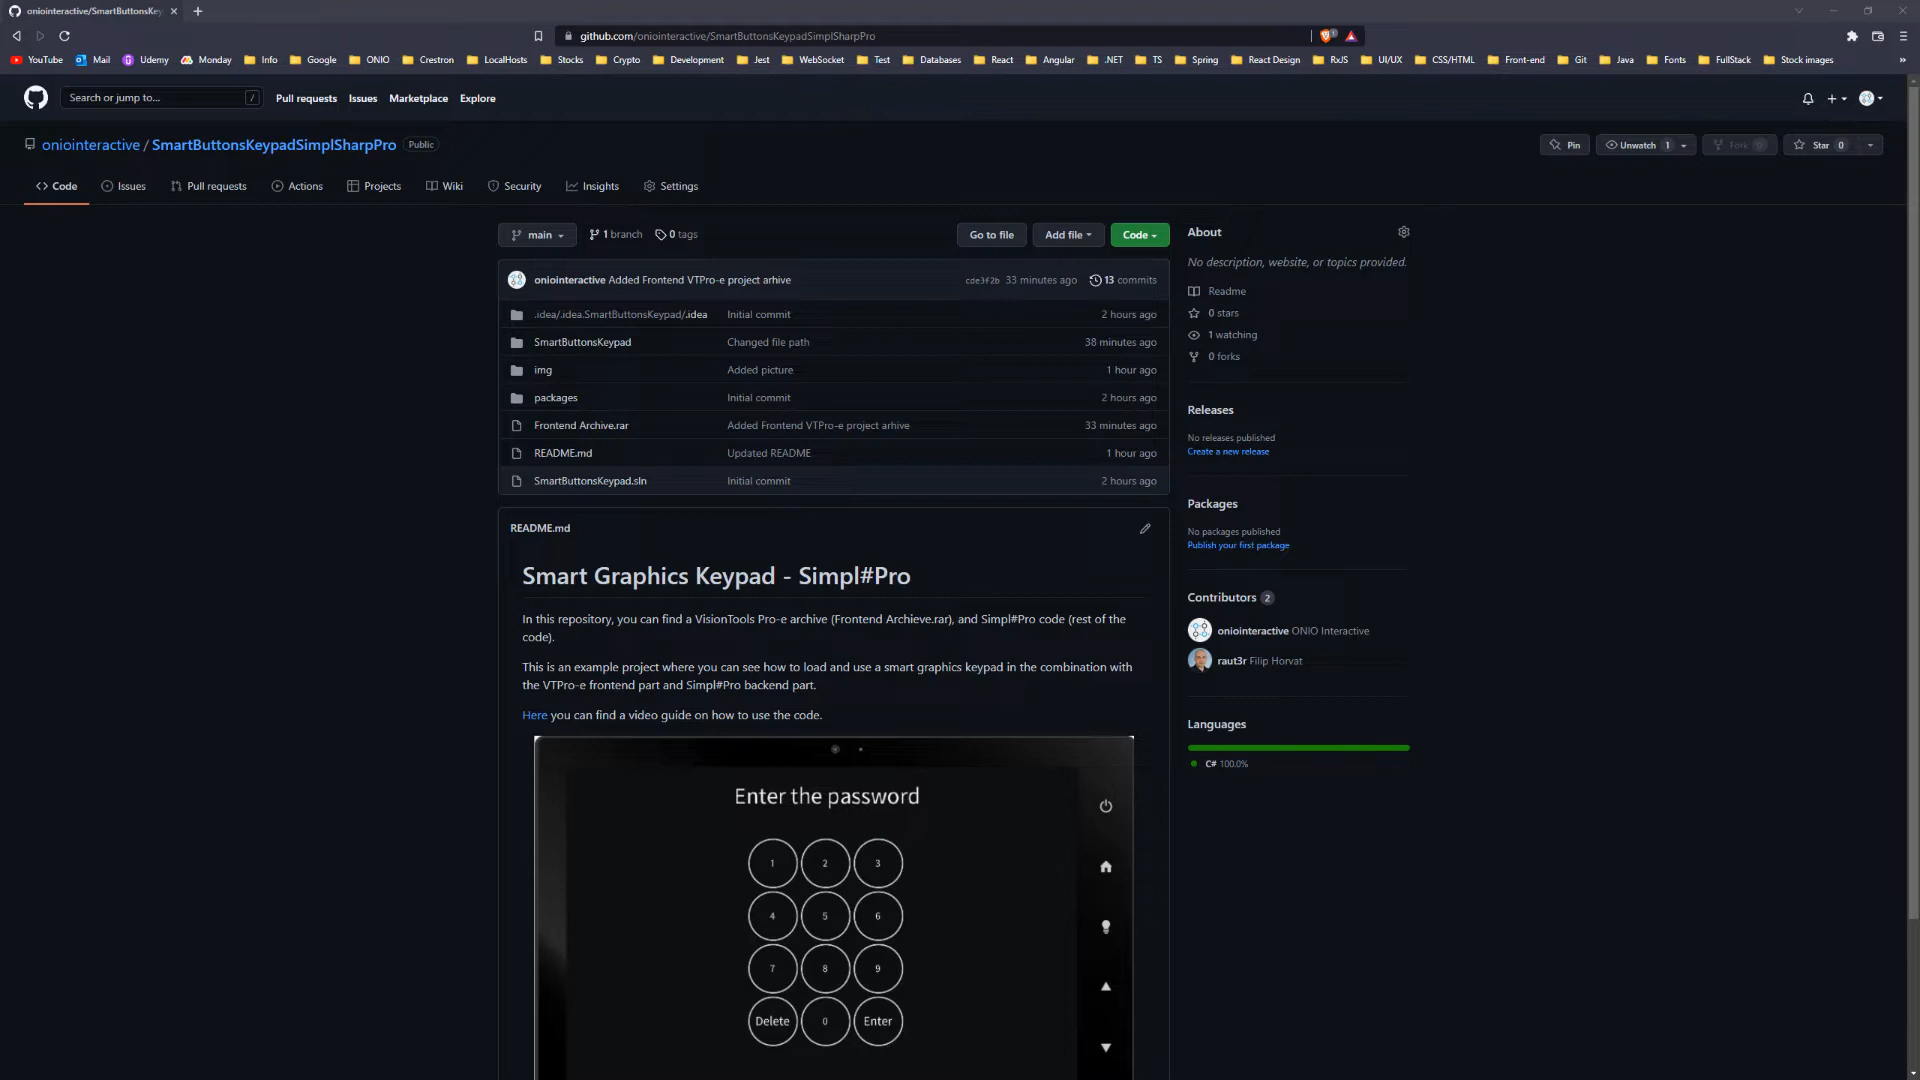 oniointeractive/SmartButtonsKey
github.com/oniointeractive/SmartButtonsKeypadSimplSharpPro
YouTube Mail Udemy Monday Info Google ONIO Crestron LocalHosts Stocks Crypto Development Jest WebSocket Test Databases React Angular .NET TS Spring React Design RxJS UI/UX CSS/HTML Front-end Git Java Fonts FullStack Stock images »
Search or jump to... / Pull requests Issues Marketplace Explore
oniointeractive / SmartButtonsKeypadSimplSharpPro Public Pin Unwatch 1 Fork 0 Star 0
Code Issues Pull requests Actions Projects Wiki Security Insights Settings
main 1 branch 0 tags Go to file Add file Code
oniointeractive Added Frontend VTPro-e project arhive cde3f2b 33 minutes ago 13 commits
.idea/.idea.SmartButtonsKeypad/.idea Initial commit 2 hours ago
SmartButtonsKeypad Changed file path 38 minutes ago
img Added picture 1 hour ago
packages Initial commit 2 hours ago
Frontend Archive.rar Added Frontend VTPro-e project arhive 33 minutes ago
README.md Updated README 1 hour ago
SmartButtonsKeypad.sln Initial commit 2 hours ago
README.md
Smart Graphics Keypad - Simpl#Pro
In this repository, you can find a VisionTools Pro-e archive (Frontend Archieve.rar), and Simpl#Pro code (rest of the
code).
This is an example project where you can see how to load and use a smart graphics keypad in the combination with
the VTPro-e frontend part and Simpl#Pro backend part.
Here you can find a video guide on how to use the code.
Enter the password
1 2 3
4 5 6
7 8 9
Delete 0 Enter
About
No description, website, or topics provided.
Readme
0 stars
1 watching
0 forks
Releases
No releases published
Create a new release
Packages
No packages published
Publish your first package
Contributors 2
oniointeractive ONIO Interactive
raut3r Filip Horvat
Languages
C# 100.0%